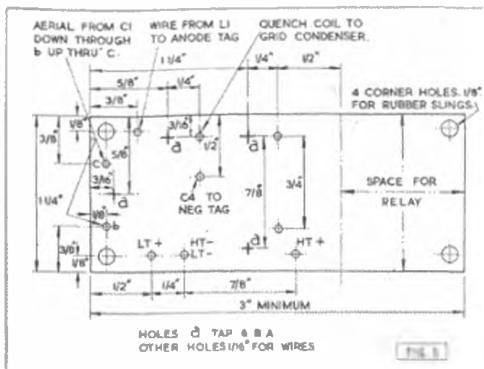 AERIAL FROM C1
DOWN THROUGH
b UP THRU' C.
WIRE FROM L1
TO ANODE TAG
QUENCH COIL TO
GRID CONDENSER.
1 1/4"
1/4"
1/2"
5/8"
1/4"
3/8"
4 CORNER HOLES 1/8"
FOR RUBBER SLINGS
1/8"
3/8"
5/8"
3/16"
a
1/2"
a
C
3/16"
a
C4 TO
NEG TAG
7/8"
3/4"
SPACE FOR
RELAY
1 1/4"
1/8"
b
3/8"
1/8"
LT+
HT-
LT-
a
HT+
1/2"
1/4"
7/8"
3" MINIMUM
HOLES a TAP 6 BA
OTHER HOLES 1/16" FOR WIRES